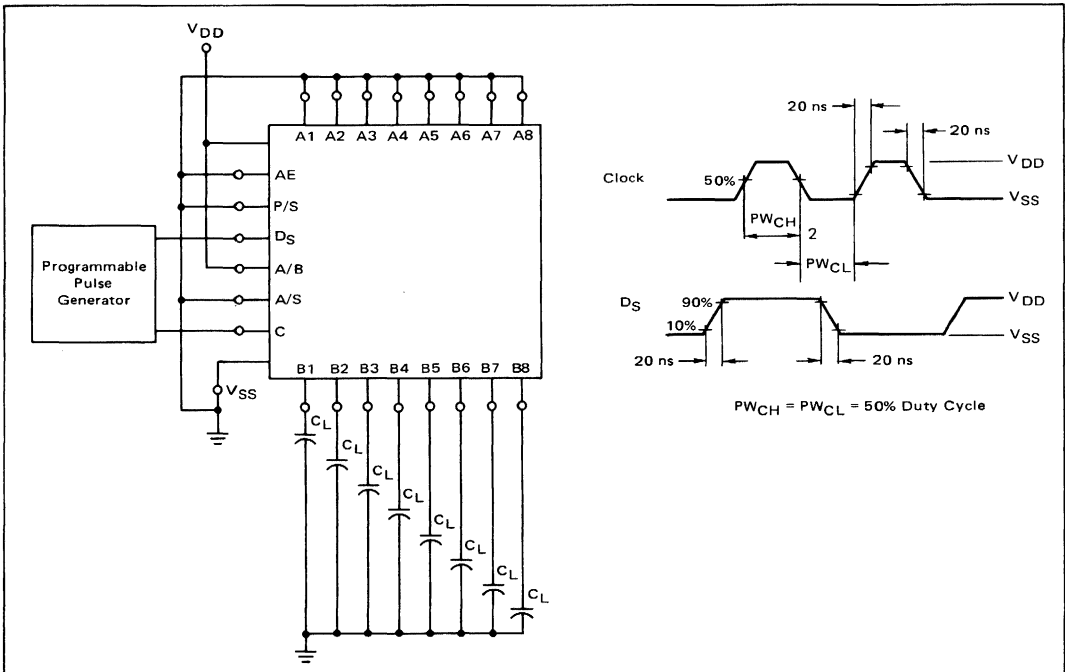 VDD
A1 A2 A3 A4 A5 A6 A7 A8
AE
P/S
DS
A/B
A/S
C
Programmable
Pulse
Generator
B1 B2 B3 B4 B5 B6 B7 B8
VSS
CL
CL
CL
CL
CL
CL
CL
CL
20 ns
20 ns
VDD
Clock
50%
VSS
PWCH
2
PWCL
DS
90%
VDD
10%
VSS
20 ns
20 ns
PWCH = PWCL = 50% Duty Cycle